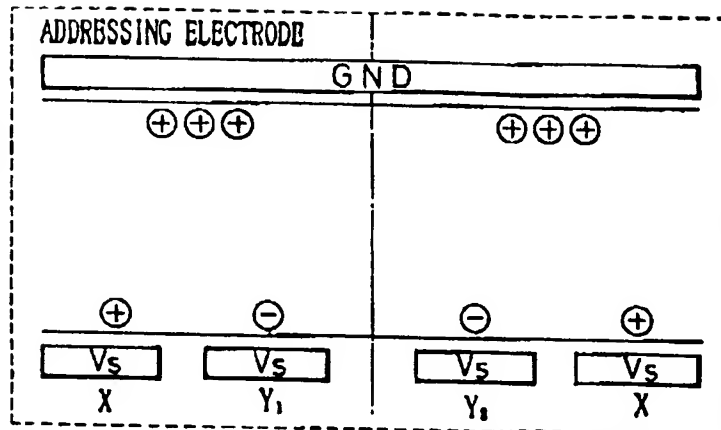 ADDRESSING ELECTRODE
GND
⊕⊕⊕ ⊕⊕⊕
⊕ ⊖ ⊖ ⊕
Vs Vs Vs Vs
X Y₁ Y₂ X